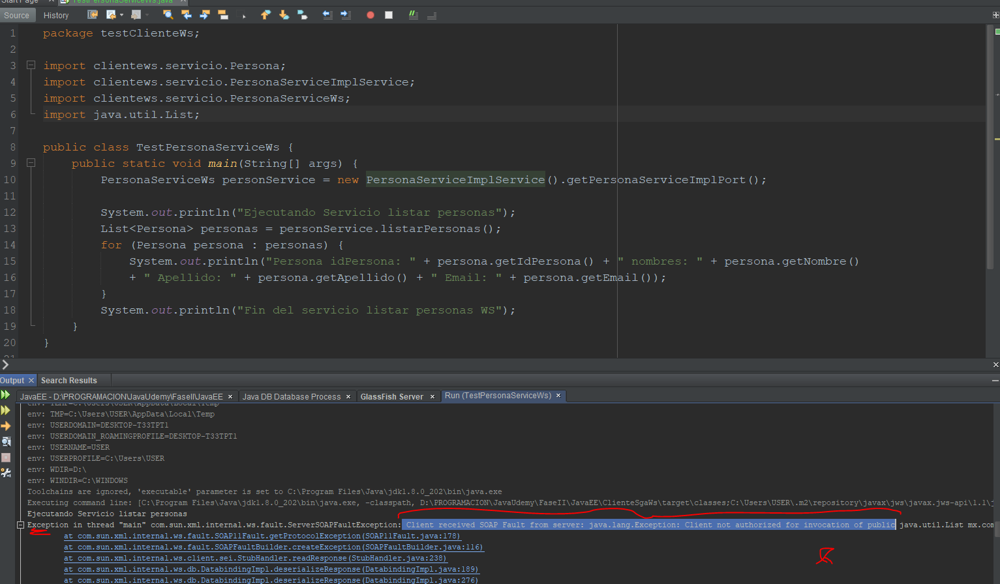 Start Page
TestPersonaServiceWs.java
Source History
1 package testClienteWs;
2
3 import clientews.servicio.Persona;
4 import clientews.servicio.PersonaServiceImplService;
5 import clientews.servicio.PersonaServiceWs;
6 import java.util.List;
7
8 public class TestPersonaServiceWs {
9 public static void main(String[] args) {
10 PersonaServiceWs personService = new PersonaServiceImplService().getPersonaServiceImplPort();
11
12 System.out.println("Ejecutando Servicio listar personas");
13 List<Persona> personas = personService.listarPersonas();
14 for (Persona persona : personas) {
15 System.out.println("Persona idPersona: " + persona.getIdPersona() + " nombres: " + persona.getNombre()
16 + " Apellido: " + persona.getApellido() + " Email: " + persona.getEmail());
17 }
18 System.out.println("Fin del servicio listar personas WS");
19 }
20 }
21
Output Search Results
JavaEE - D:\PROGRAMACION\JavaUdemy\FaseII\JavaEE Java DB Database Process GlassFish Server Run (TestPersonaServiceWs)
env: TEMP=C:\Users\USER\AppData\Local\Temp
env: TMP=C:\Users\USER\AppData\Local\Temp
env: USERDOMAIN=DESKTOP-T33TPT1
env: USERDOMAIN_ROAMINGPROFILE=DESKTOP-T33TPT1
env: USERNAME=USER
env: USERPROFILE=C:\Users\USER
env: WDIR=D:\
env: WINDIR=C:\WINDOWS
Toolchains are ignored, 'executable' parameter is set to C:\Program Files\Java\jdk1.8.0_202\bin\java.exe
Executing command line: [C:\Program Files\Java\jdk1.8.0_202\bin\java.exe, -classpath, D:\PROGRAMACION\JavaUdemy\FaseII\JavaEE\ClienteSgaWs\target\classes;C:\Users\USER\.m2\repository\javax\jws\javax.jws-api\1.1\j
Ejecutando Servicio listar personas
Exception in thread "main" com.sun.xml.internal.ws.fault.ServerSOAPFaultException: Client received SOAP Fault from server: java.lang.Exception: Client not authorized for invocation of public java.util.List mx.com
at com.sun.xml.internal.ws.fault.SOAP11Fault.getProtocolException(SOAP11Fault.java:178)
at com.sun.xml.internal.ws.fault.SOAPFaultBuilder.createException(SOAPFaultBuilder.java:116)
at com.sun.xml.internal.ws.client.sei.StubHandler.readResponse(StubHandler.java:238)
at com.sun.xml.internal.ws.db.DatabindingImpl.deserializeResponse(DatabindingImpl.java:189)
at com.sun.xml.internal.ws.db.DatabindingImpl.deserializeResponse(DatabindingImpl.java:276)